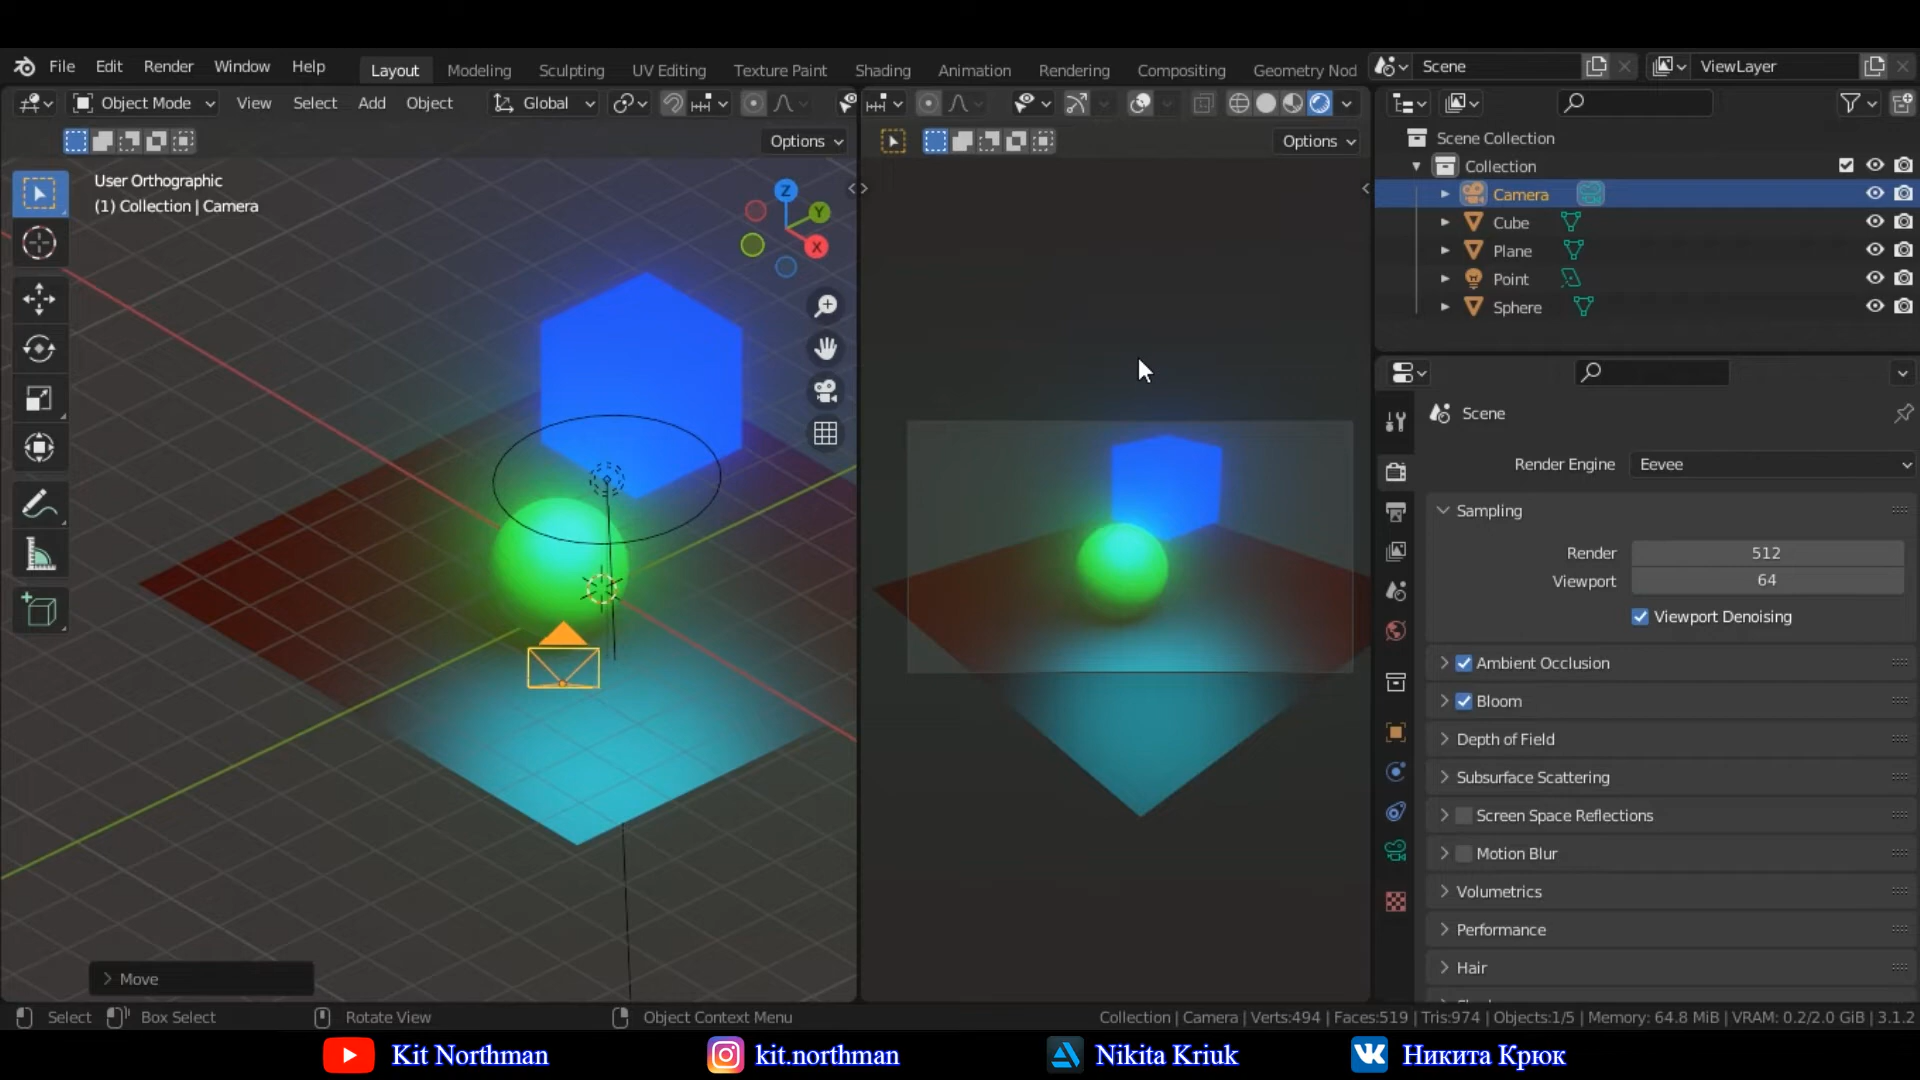 File Edit Render Window Help Layout Modeling Sculpting UV Editing Texture Paint Shading Animation Rendering Compositing Geometry Nod Scene ViewLayer
Object Mode View Select Add Object Global
Options Options
User Orthographic
(1) Collection | Camera
Z
Y
X
Move
Scene Collection
Collection
Camera
Cube
Plane
Point
Sphere
Scene
Render Engine Eevee
Sampling
Render 512
Viewport 64
Viewport Denoising
Ambient Occlusion
Bloom
Depth of Field
Subsurface Scattering
Screen Space Reflections
Motion Blur
Volumetrics
Performance
Hair
Select Box Select Rotate View Object Context Menu Collection | Camera | Verts:494 | Faces:519 | Tris:974 | Objects:1/5 | Memory: 64.8 MiB | VRAM: 0.2/2.0 GiB | 3.1.2
Kit Northman kit.northman Nikita Kriuk Никита Крюк